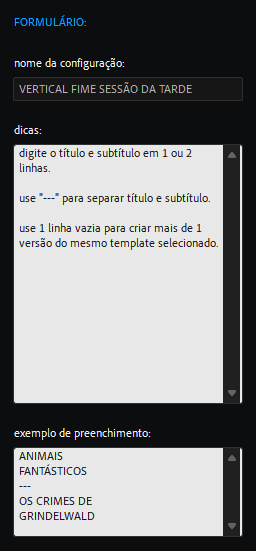 FORMULÁRIO:
nome da configuração:
VERTICAL FIME SESSÃO DA TARDE
dicas:
digite o título e subtítulo em 1 ou 2
linhas.
use "---" para separar título e subtítulo.
use 1 linha vazia para criar mais de 1
versão do mesmo template selecionado.
exemplo de preenchimento:
ANIMAIS
FANTÁSTICOS
---
OS CRIMES DE
GRINDELWALD